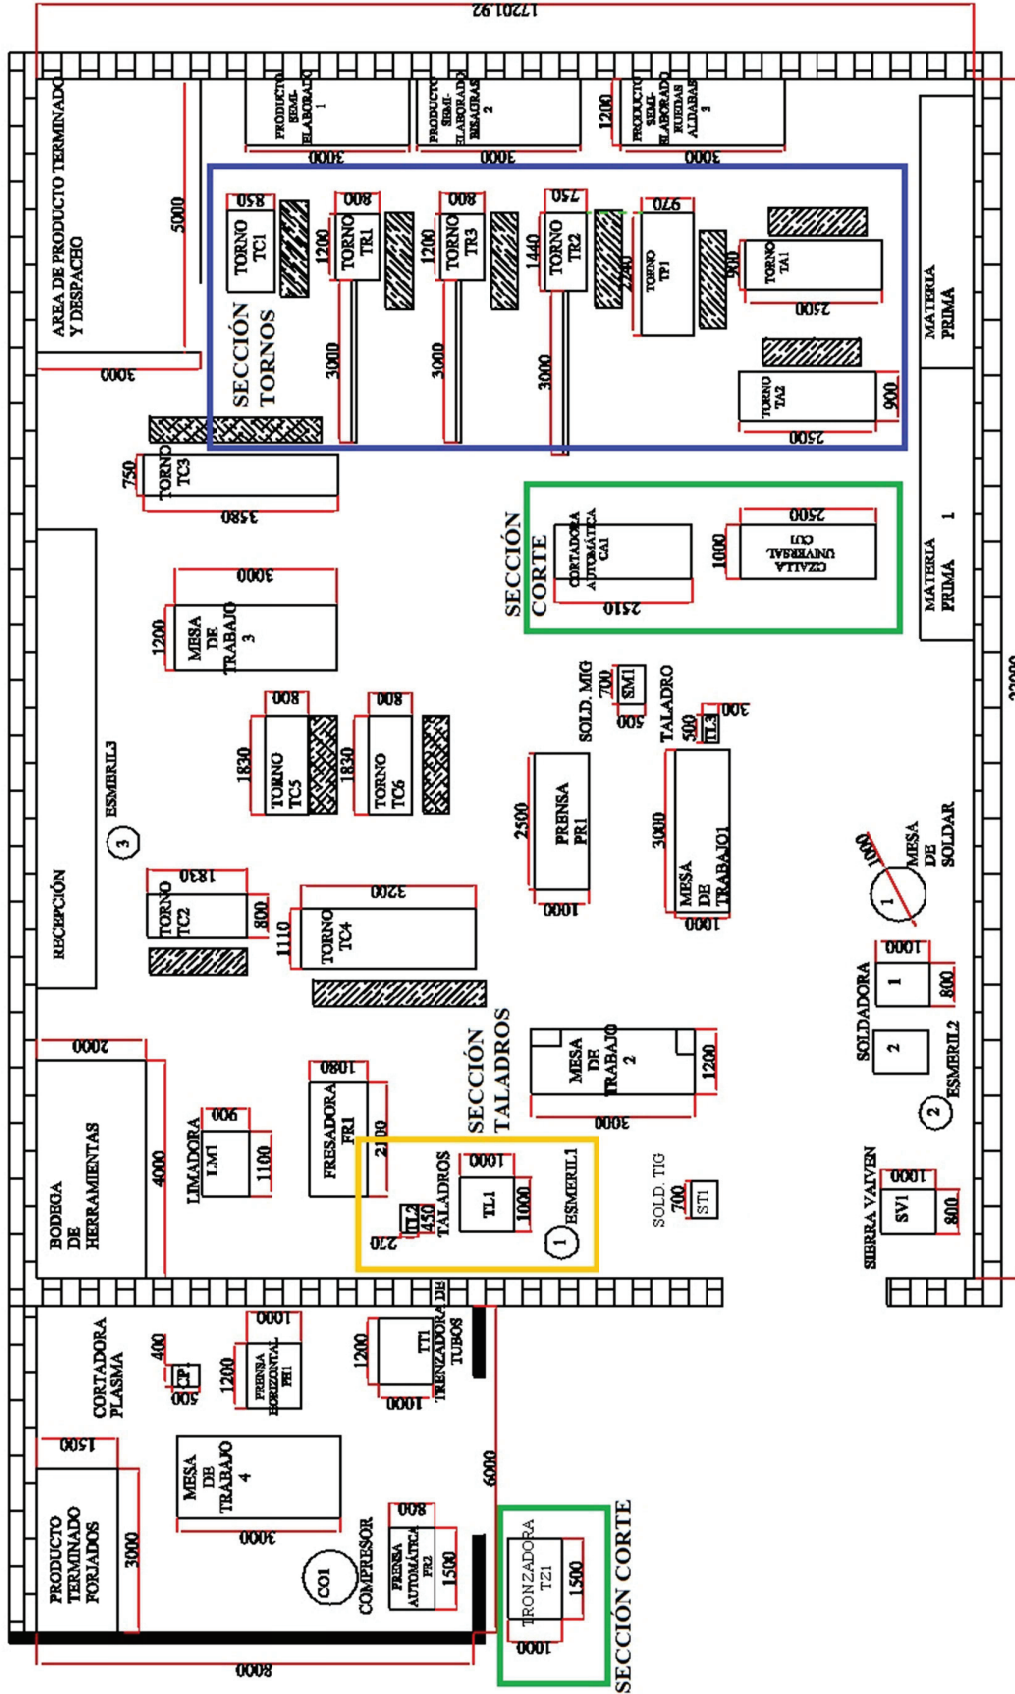 17201.92
AREA DE PRODUCTO TERMINADO
Y DESPACHO
5000
3000
PRODUCTO
SEMI-
ELABORADO
1
3000
PRODUCTO
SEMI-
ELABORADO
BISAGRAS
2
3000
1200
PRODUCTO
SEMI-
ELABORADO
RUEDAS
ALDABAS
3
3000
SECCIÓN
TORNOS
TORNO
TC1
850
TORNO
TR1
1200
800
3000
TORNO
TR3
1200
800
3000
TORNO
TR2
1440
750
3000
TORNO
TP1
2240
970
TORNO
TA1
900
2500
TORNO
TA2
900
2500
MATERIA
PRIMA
MATERIA
PRIMA 1
TORNO
TC3
750
3580
SECCIÓN
CORTE
CORTADORA
AUTOMÁTICA
CA1
2510
CIZALLA
UNIVERSAL
CU1
1000
2500
RECEPCIÓN
MESA
DE
TRABAJO
3
1200
3000
ESMERIL3
3
TORNO
TC5
1830
800
TORNO
TC6
1830
800
SOLD. MIG
700
SM1
500
TALADRO
500
TL3
300
PRENSA
PR1
2500
1000
MESA
DE
TRABAJO1
3000
1000
TORNO
TC2
1830
800
TORNO
TC4
1110
3200
MESA
DE
SOLDAR
1
1000
SOLDADORA
1
1000
800
2
ESMERIL2
2
22000
BODEGA
DE
HERRAMIENTAS
2000
4000
LIMADORA
LM1
900
1100
FRESADORA
FR1
1080
2100
SECCIÓN
TALADROS
TALADROS
TL2
270
450
TL1
1000
1000
ESMERIL1
1
MESA
DE
TRABAJO
2
3000
1200
SOLD. TIG
700
ST1
SIERRA VAIVEN
SV1
1000
800
CORTADORA
PLASMA
400
CP1
500
1200
PRENSA
HORIZONTAL
PH1
1000
1200
TT1
TRENZADORA DE
TUBOS
1000
PRODUCTO
TERMINADO
FORJADOS
1500
3000
MESA
DE
TRABAJO
4
3000
CO1
COMPRESOR
PRENSA
AUTOMÁTICA
PR2
800
1500
6000
8000
TRONZADORA
TZ1
1000
1500
SECCIÓN CORTE